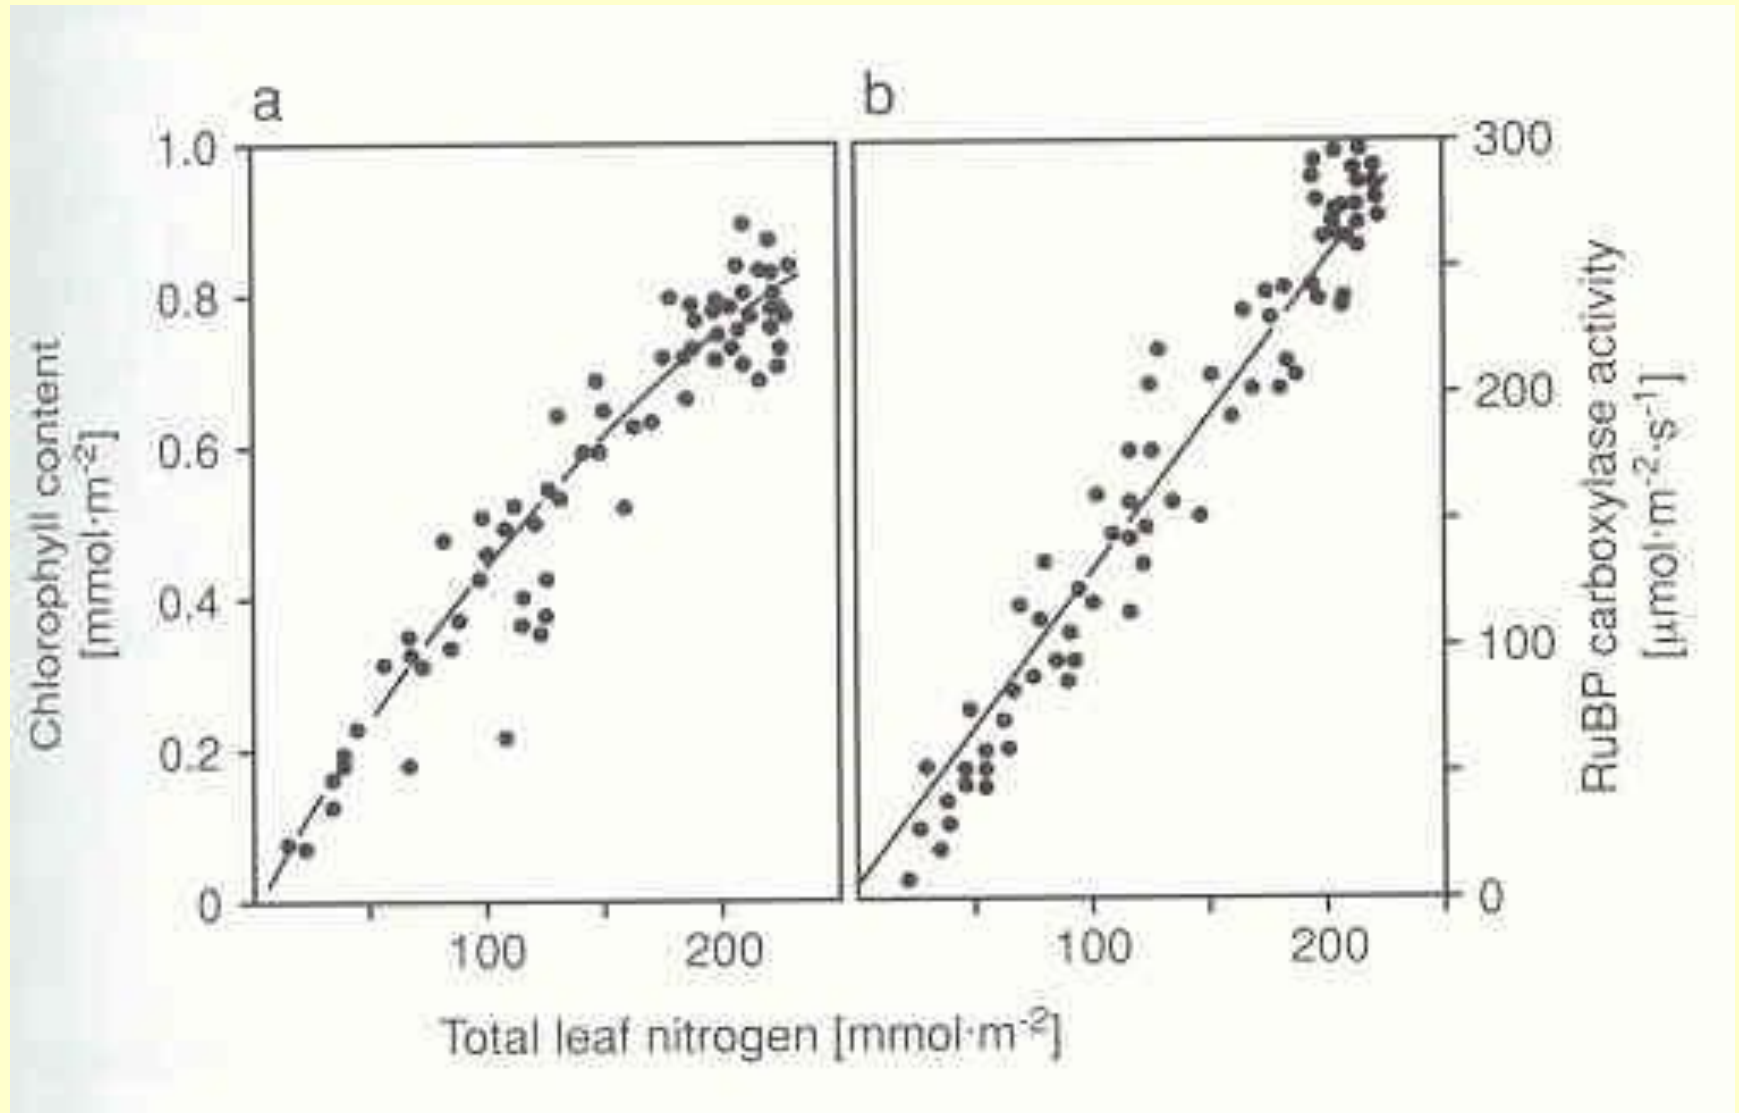 a
b
1.0
0.8
0.6
0.4
0.2
0
Chlorophyll content
[mmol·m⁻²]
300
200
100
0
RuBP carboxylase activity
[µmol·m⁻²·s⁻¹]
100
200
100
200
Total leaf nitrogen [mmol·m⁻²]